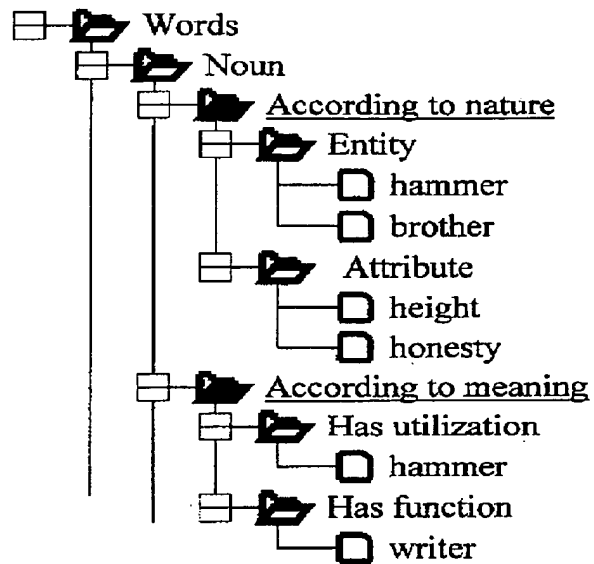 Words
Noun
According to nature
Entity
hammer
brother
Attribute
height
honesty
According to meaning
Has utilization
hammer
Has function
writer